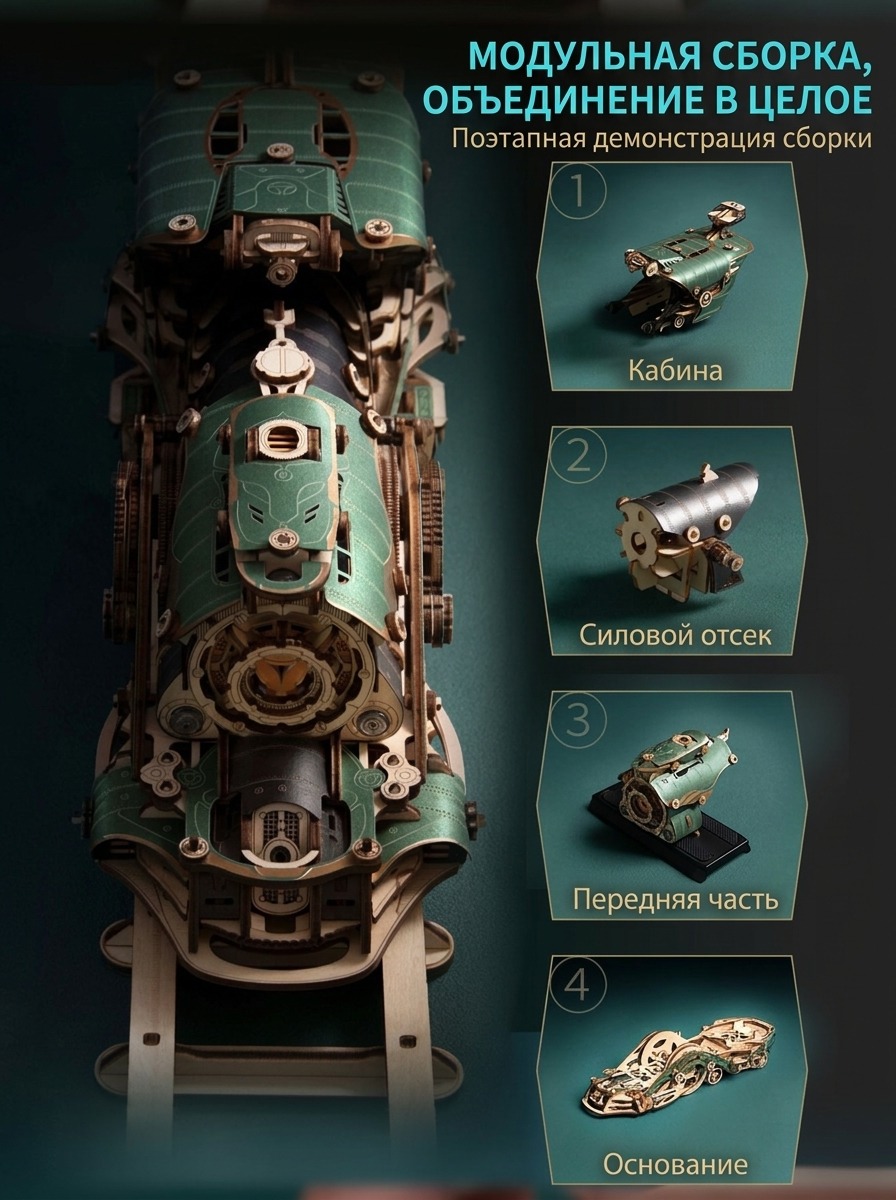 МОДУЛЬНАЯ СБОРКА,
ОБЪЕДИНЕНИЕ В ЦЕЛОЕ
Поэтапная демонстрация сборки
1
Кабина
2
Силовой отсек
3
Передняя часть
4
Основание